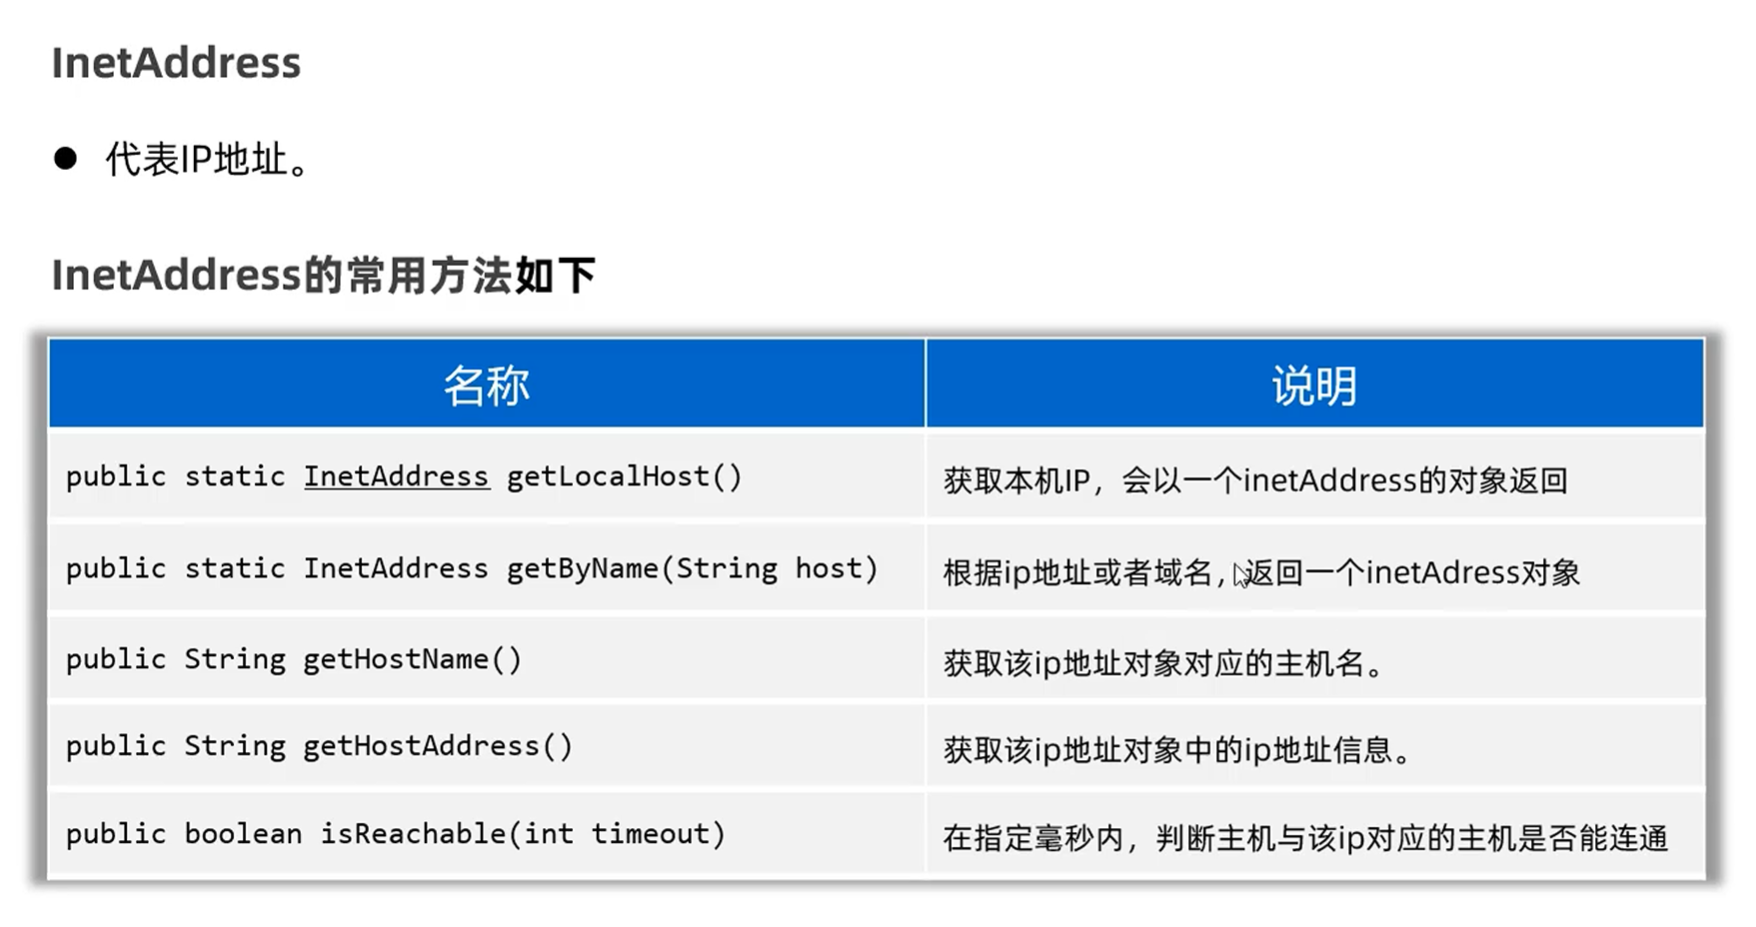 InetAddress
● 代表IP地址。
InetAddress的常用方法如下
名称 说明
public static InetAddress getLocalHost() 获取本机IP，会以一个inetAddress的对象返回
public static InetAddress getByName(String host) 根据ip地址或者域名，返回一个inetAdress对象
public String getHostName() 获取该ip地址对象对应的主机名。
public String getHostAddress() 获取该ip地址对象中的ip地址信息。
public boolean isReachable(int timeout) 在指定毫秒内，判断主机与该ip对应的主机是否能连通